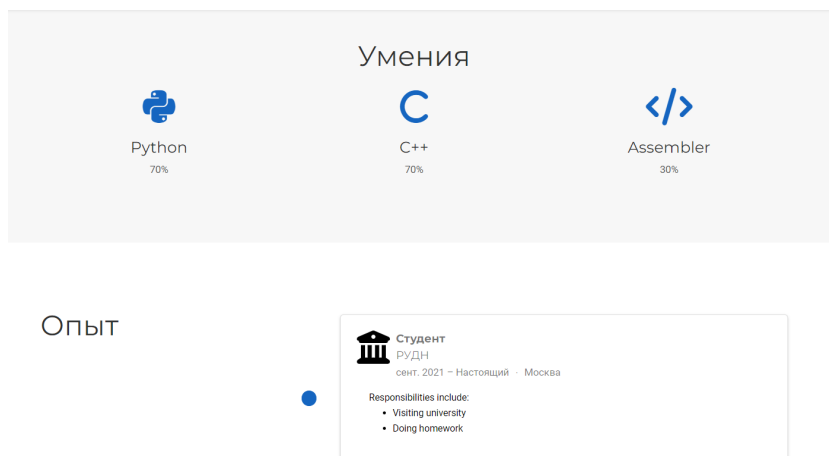 Умения
Python
C++
Assembler
70%
70%
30%
Опыт
Студент
РУДН
сент. 2021 – Настоящий · Москва
Responsibilities include:
• Visiting university
• Doing homework